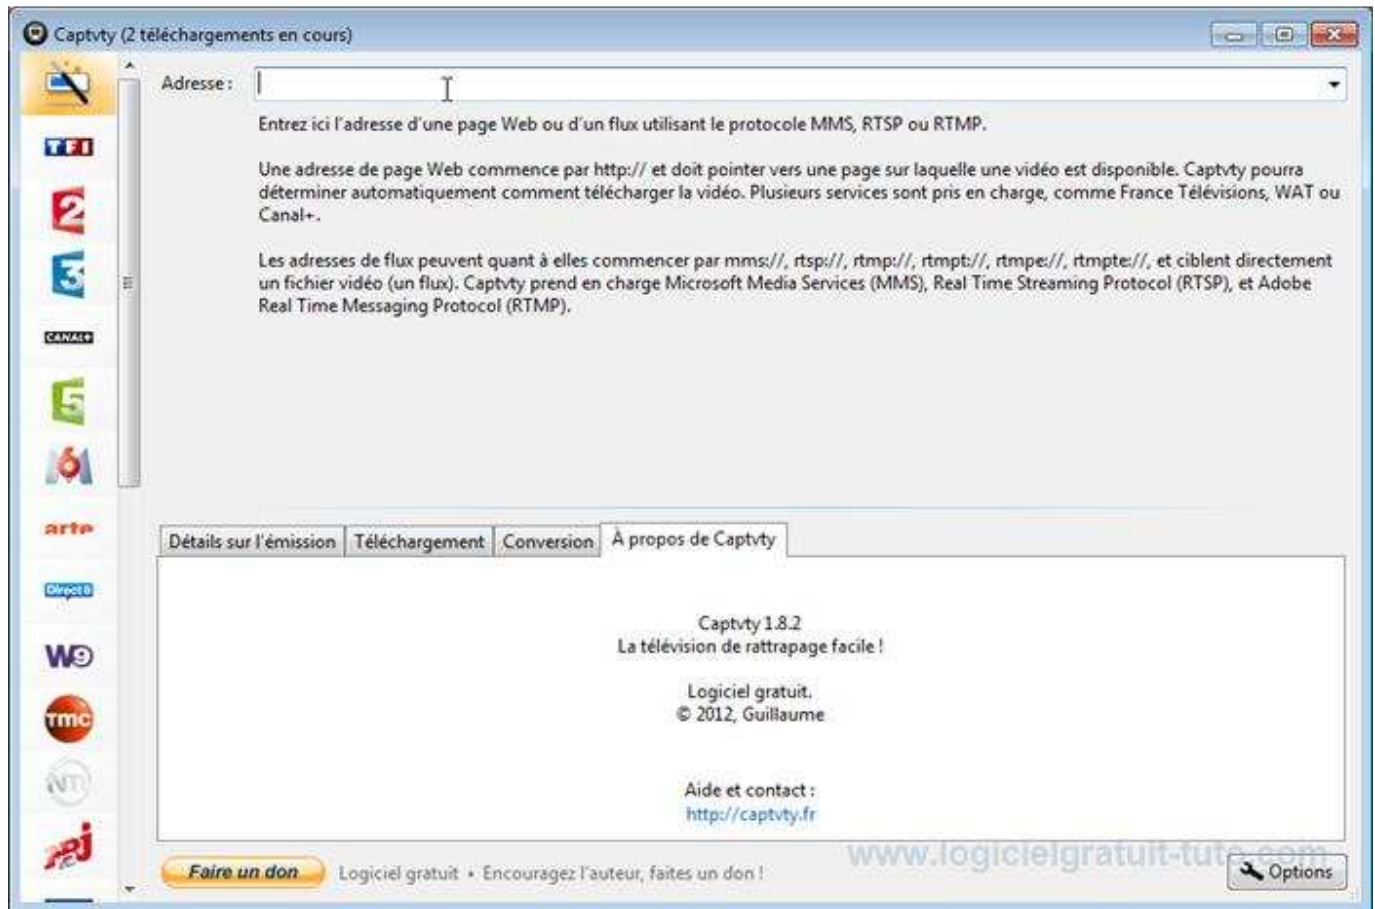 Captvty (2 téléchargements en cours)
Adresse :
Entrez ici l'adresse d'une page Web ou d'un flux utilisant le protocole MMS, RTSP ou RTMP.
Une adresse de page Web commence par http:// et doit pointer vers une page sur laquelle une vidéo est disponible. Captvty pourra
déterminer automatiquement comment télécharger la vidéo. Plusieurs services sont pris en charge, comme France Télévisions, WAT ou
Canal+.
Les adresses de flux peuvent quant à elles commencer par mms://, rtsp://, rtmp://, rtmpt://, rtmpe://, rtmpte://, et ciblent directement
un fichier vidéo (un flux). Captvty prend en charge Microsoft Media Services (MMS), Real Time Streaming Protocol (RTSP), et Adobe
Real Time Messaging Protocol (RTMP).
TF1
2
3
CANAL+
5
M6
arte
Direct 8
W9
TMC
NT1
NRJ
Détails sur l'émission
Téléchargement
Conversion
À propos de Captvty
Captvty 1.8.2
La télévision de rattrapage facile !
Logiciel gratuit.
© 2012, Guillaume
Aide et contact :
http://captvty.fr
www.logicielgratuit-tuto.com
Faire un don
Logiciel gratuit • Encouragez l'auteur, faites un don !
Options